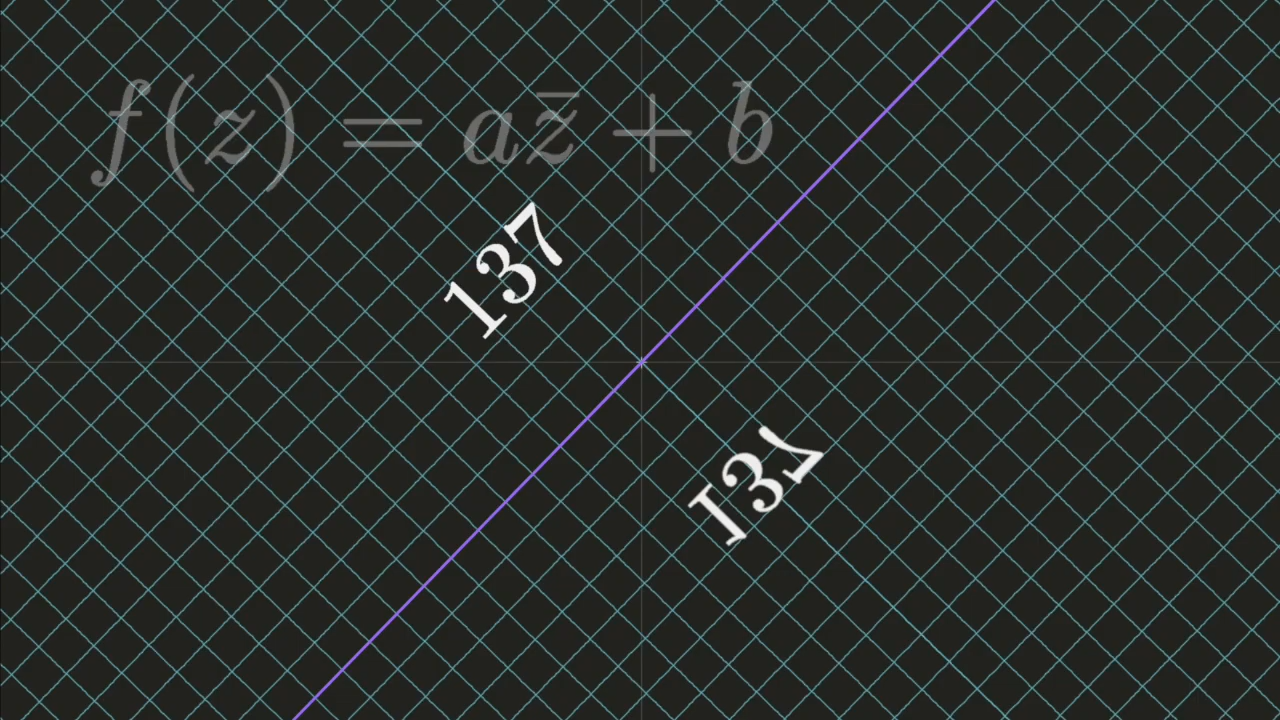 f(z) = az̄ + b
137
137